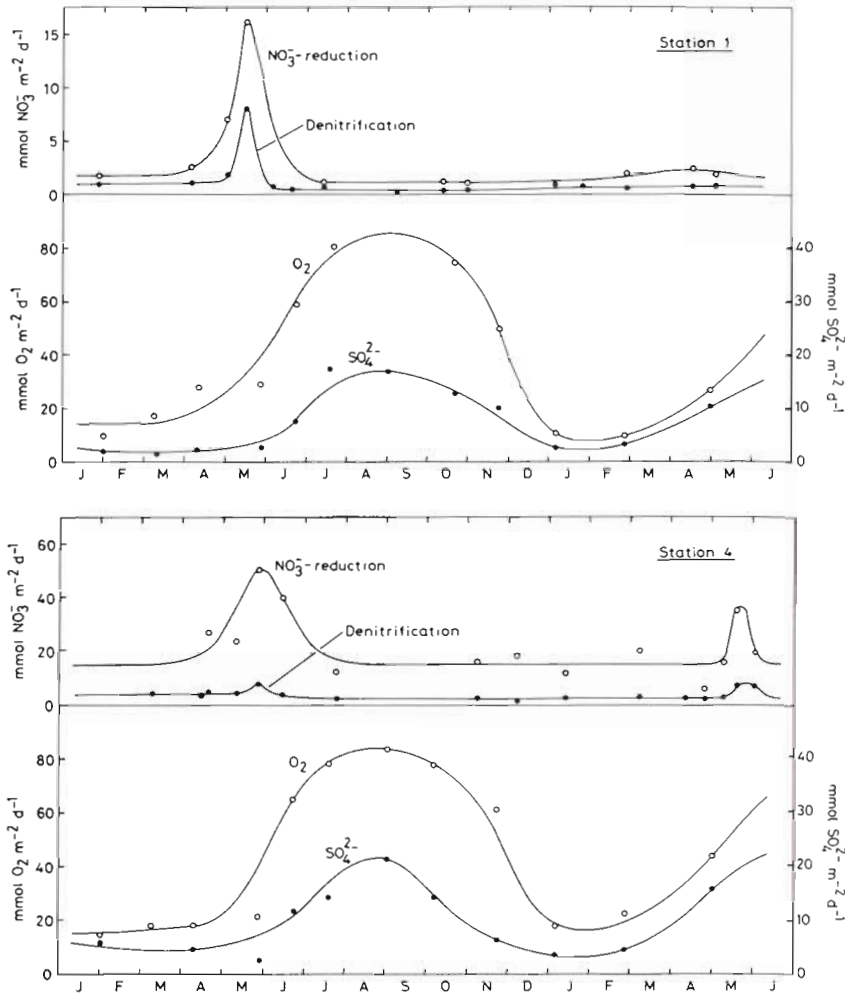 15
10
5
0
mmol NO₃⁻ m⁻² d⁻¹
NO₃⁻-reduction
Denitrification
Station 1
80
60
40
20
0
mmol O₂ m⁻² d⁻¹
O₂
SO₄²⁻
40
30
20
10
0
mmol SO₄²⁻ m⁻² d⁻¹
J F M A M J J A S O N D J F M A M J
60
40
20
0
mmol NO₃⁻ m⁻² d⁻¹
NO₃⁻-reduction
Denitrification
Station 4
80
60
40
20
0
mmol O₂ m⁻² d⁻¹
O₂
SO₄²⁻
40
30
20
10
0
mmol SO₄²⁻ m⁻² d⁻¹
J F M A M J J A S O N D J F M A M J